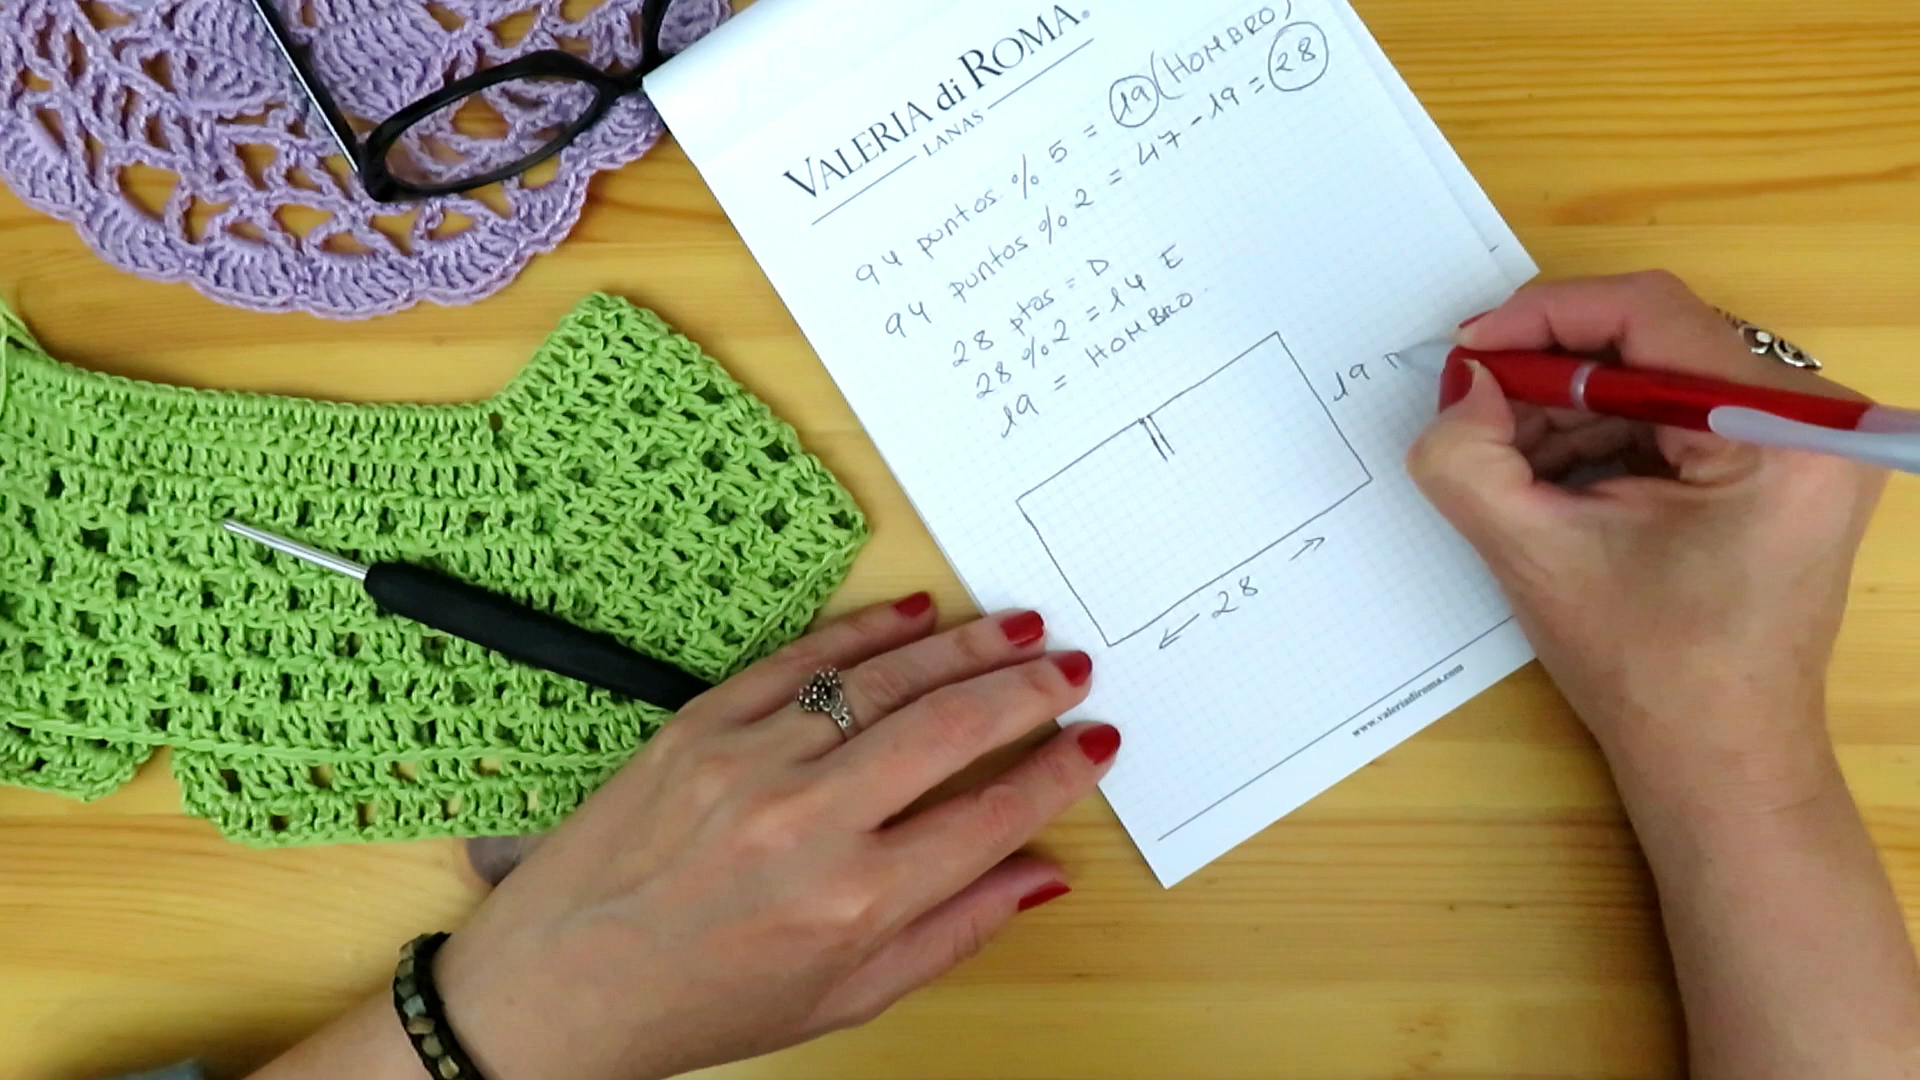 VALERIA di ROMA®
LANAS
94 puntos % 5 = 19 (HOMBRO)
94 puntos % 2 = 47 - 19 = 28
28 ptos = D
28 % 2 = 14 E
19 = HOMBRO.
19
28
www.valeriadiroma.com